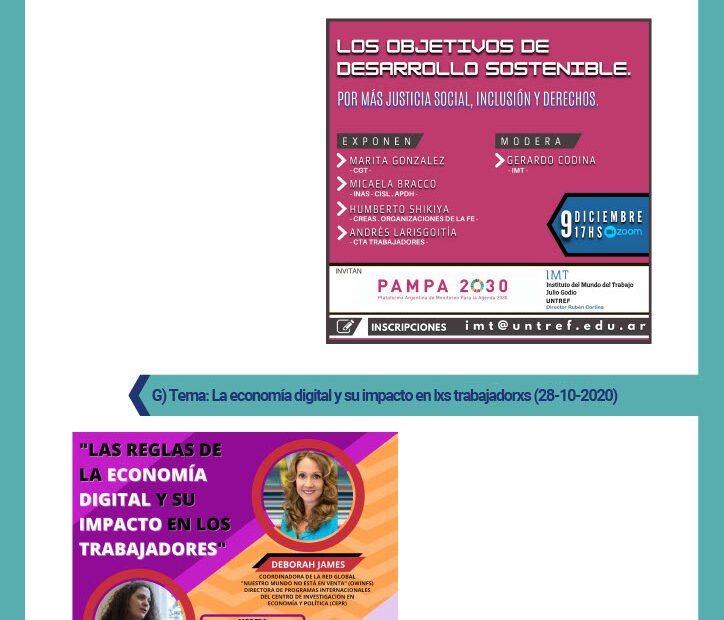 LOS OBJETIVOS DE
DESARROLLO SOSTENIBLE.
POR MÁS JUSTICIA SOCIAL, INCLUSIÓN Y DERECHOS.
EXPONEN
MARITA GONZALEZ
- CGT -
MICAELA BRACCO
- INAS - CISL . APDH -
HUMBERTO SHIKIYA
- CREAS . ORGANIZACIONES DE LA FE -
ANDRÉS LARISGOITÍA
- CTA TRABAJADORES -
MODERA
GERARDO CODINA
- IMT -
9 DICIEMBRE
17HS zoom
INVITAN
PAMPA 2030
Plataforma Argentina de Monitoreo Para la Agenda 2030
IMT
Instituto del Mundo del Trabajo
Julio Godio
UNTREF
Director Rubén Cortina
INSCRIPCIONES imt@untref.edu.ar
G) Tema: La economía digital y su impacto en lxs trabajadorxs (28-10-2020)
"LAS REGLAS DE
LA ECONOMÍA
DIGITAL Y SU
IMPACTO EN LOS
TRABAJADORES"
DEBORAH JAMES
COORDINADORA DE LA RED GLOBAL
"NUESTRO MUNDO NO ESTÁ EN VENTA" (OWINFS)
DIRECTORA DE PROGRAMAS INTERNACIONALES
DEL CENTRO DE INVESTIGACIÓN EN
ECONOMÍA Y POLÍTICA (CEPR)